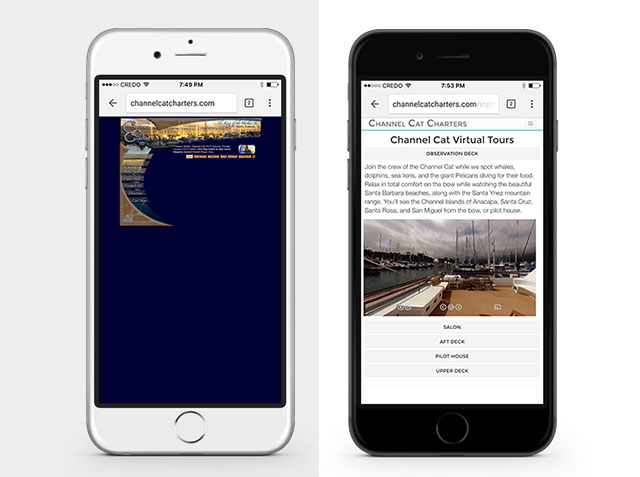 CREDO
7:49 PM
channelcatcharters.com
2
CREDO
7:53 PM
channelcatcharters.com/inp
2
CHANNEL CAT CHARTERS
Channel Cat Virtual Tours
OBSERVATION DECK
Join the crew of the Channel Cat while we spot whales,
dolphins, sea lions, and the giant Pelicans diving for their food.
Relax in total comfort on the bow while watching the beautiful
Santa Barbara beaches, along with the Santa Ynez mountain
range. You'll see the Channel Islands of Anacapa, Santa Cruz,
Santa Rosa, and San Miguel from the bow, or pilot house.
SALON
AFT DECK
PILOT HOUSE
UPPER DECK